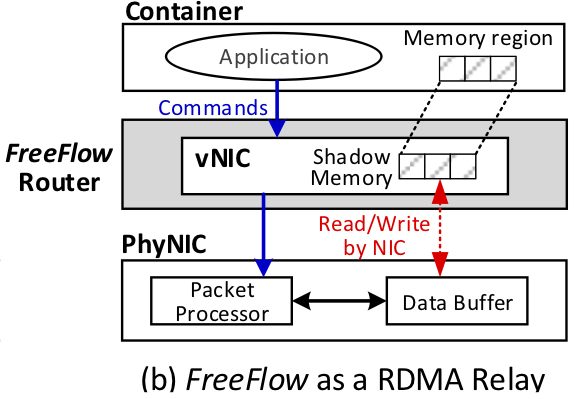 Container
Application
Memory region
Commands
FreeFlow
Router
vNIC
Shadow
Memory
Read/Write
by NIC
PhyNIC
Packet
Processor
Data Buffer
(b) FreeFlow as a RDMA Relay